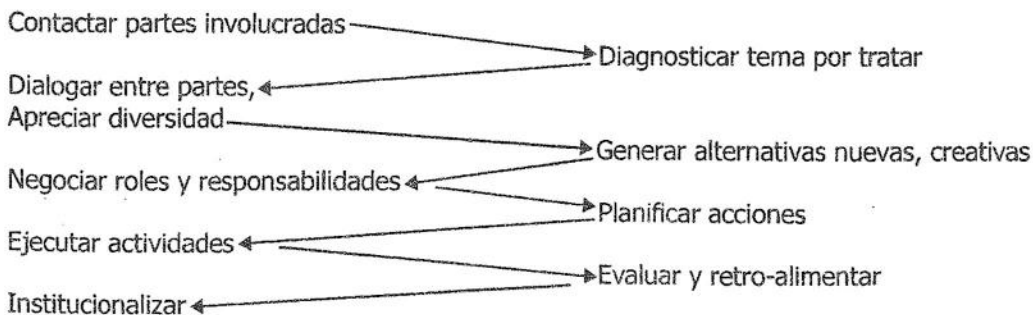 Contactar partes involucradas
Diagnosticar tema por tratar
Dialogar entre partes,
Apreciar diversidad
Generar alternativas nuevas, creativas
Negociar roles y responsabilidades
Planificar acciones
Ejecutar actividades
Evaluar y retro-alimentar
Institucionalizar